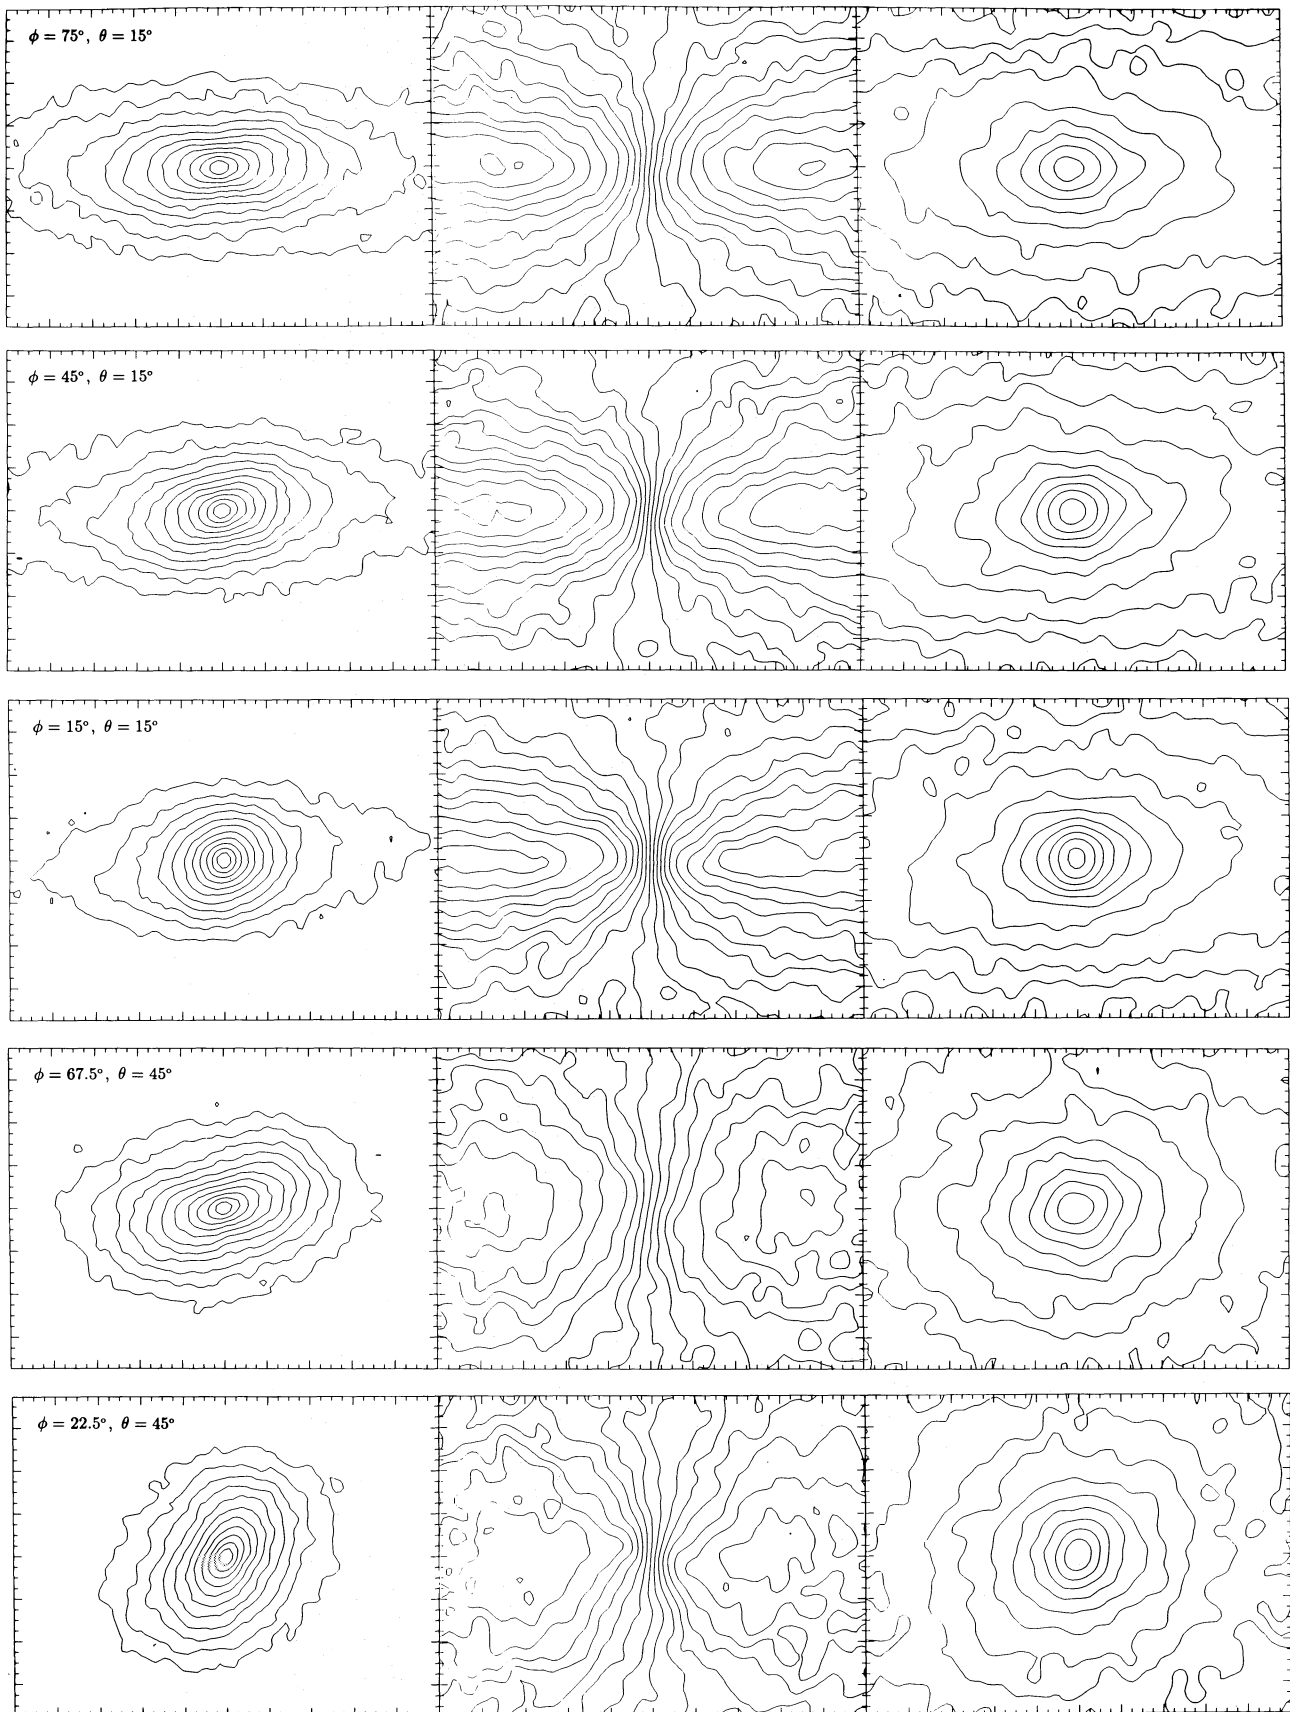 ϕ = 75°, θ = 15°
ϕ = 45°, θ = 15°
ϕ = 15°, θ = 15°
ϕ = 67.5°, θ = 45°
ϕ = 22.5°, θ = 45°